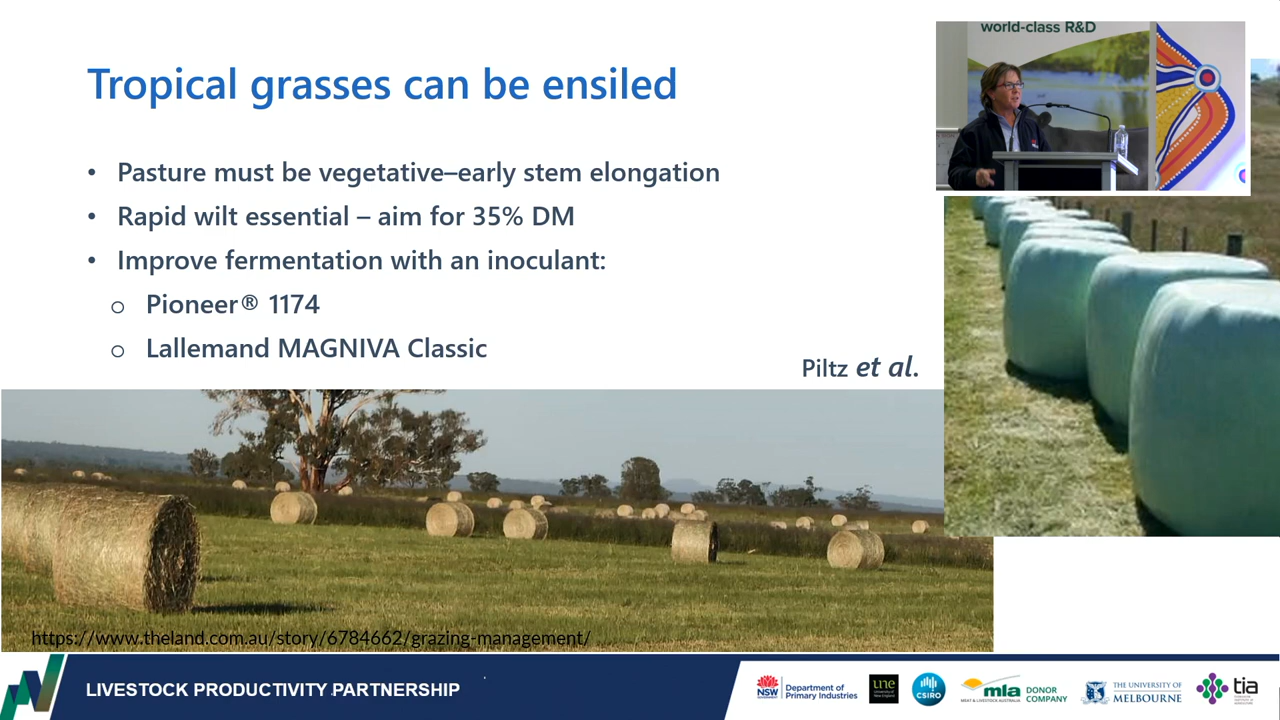 world-class R&D
Tropical grasses can be ensiled
• Pasture must be vegetative–early stem elongation
• Rapid wilt essential – aim for 35% DM
• Improve fermentation with an inoculant:
o Pioneer® 1174
o Lallemand MAGNIVA Classic
Piltz et al.
https://www.theland.com.au/story/6784662/grazing-management/
LIVESTOCK PRODUCTIVITY PARTNERSHIP
NSW
Department of
Primary Industries
une
University of
New England
CSIRO
mla
MEAT & LIVESTOCK AUSTRALIA
DONOR
COMPANY
THE UNIVERSITY OF
MELBOURNE
tia